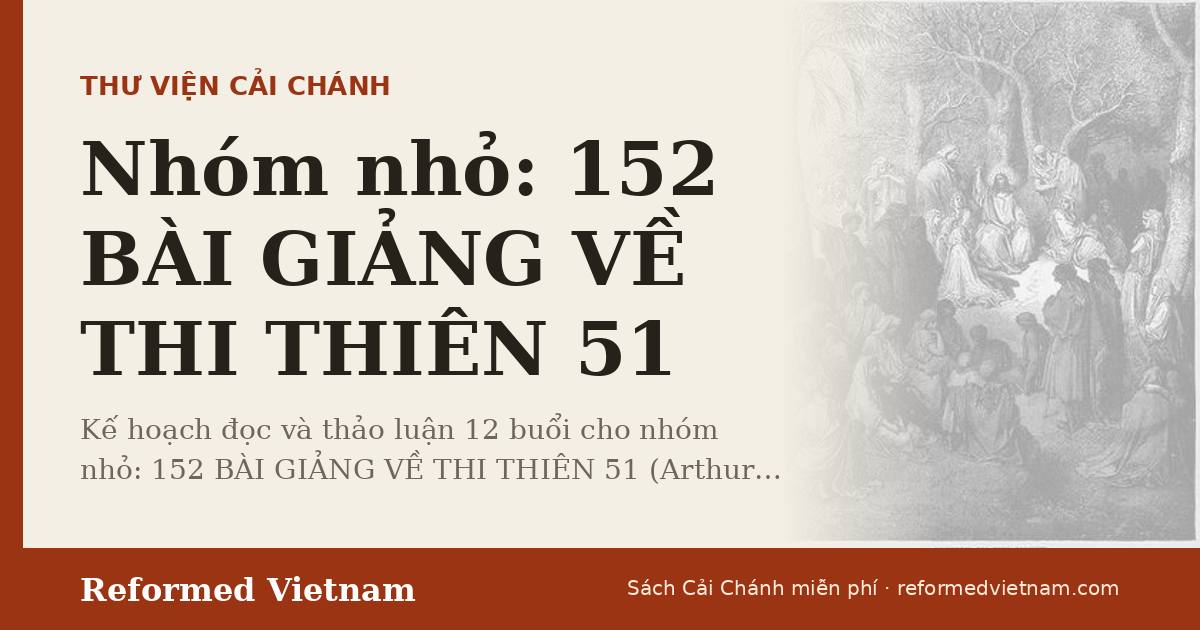 THƯ VIỆN CẢI CHÁNH
Nhóm nhỏ: 152
BÀI GIẢNG VỀ
THI THIÊN 51
Kế hoạch đọc và thảo luận 12 buổi cho nhóm
nhỏ: 152 BÀI GIẢNG VỀ THI THIÊN 51 (Arthur…
Reformed Vietnam
Sách Cải Chánh miễn phí · reformedvietnam.com